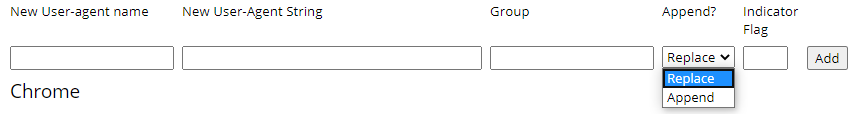 New User-agent name New User-Agent String Group Append? Indicator
Flag
Replace Add
Replace
Chrome
Append